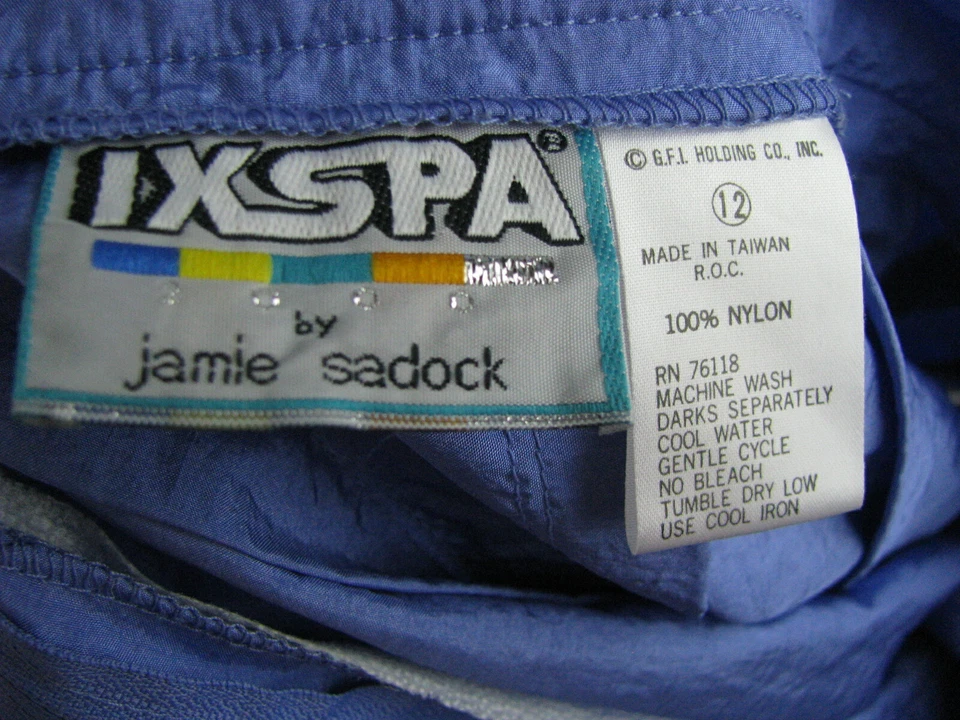 IXSPA®
by
jamie sadock
© G.F.I. HOLDING CO., INC.
12
MADE IN TAIWAN
R.O.C.
100% NYLON
RN 76118
MACHINE WASH
DARKS SEPARATELY
COOL WATER
GENTLE CYCLE
NO BLEACH
TUMBLE DRY LOW
USE COOL IRON